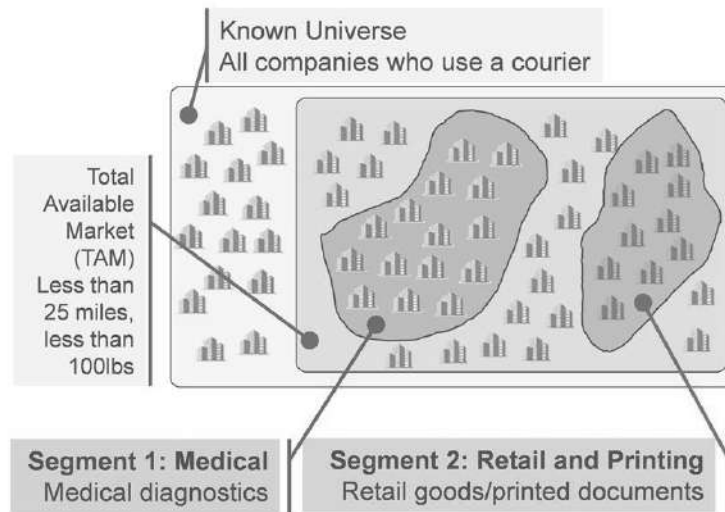 Known Universe
All companies who use a courier
Total
Available
Market
(TAM)
Less than
25 miles,
less than
100lbs
Segment 1: Medical
Medical diagnostics
Segment 2: Retail and Printing
Retail goods/printed documents